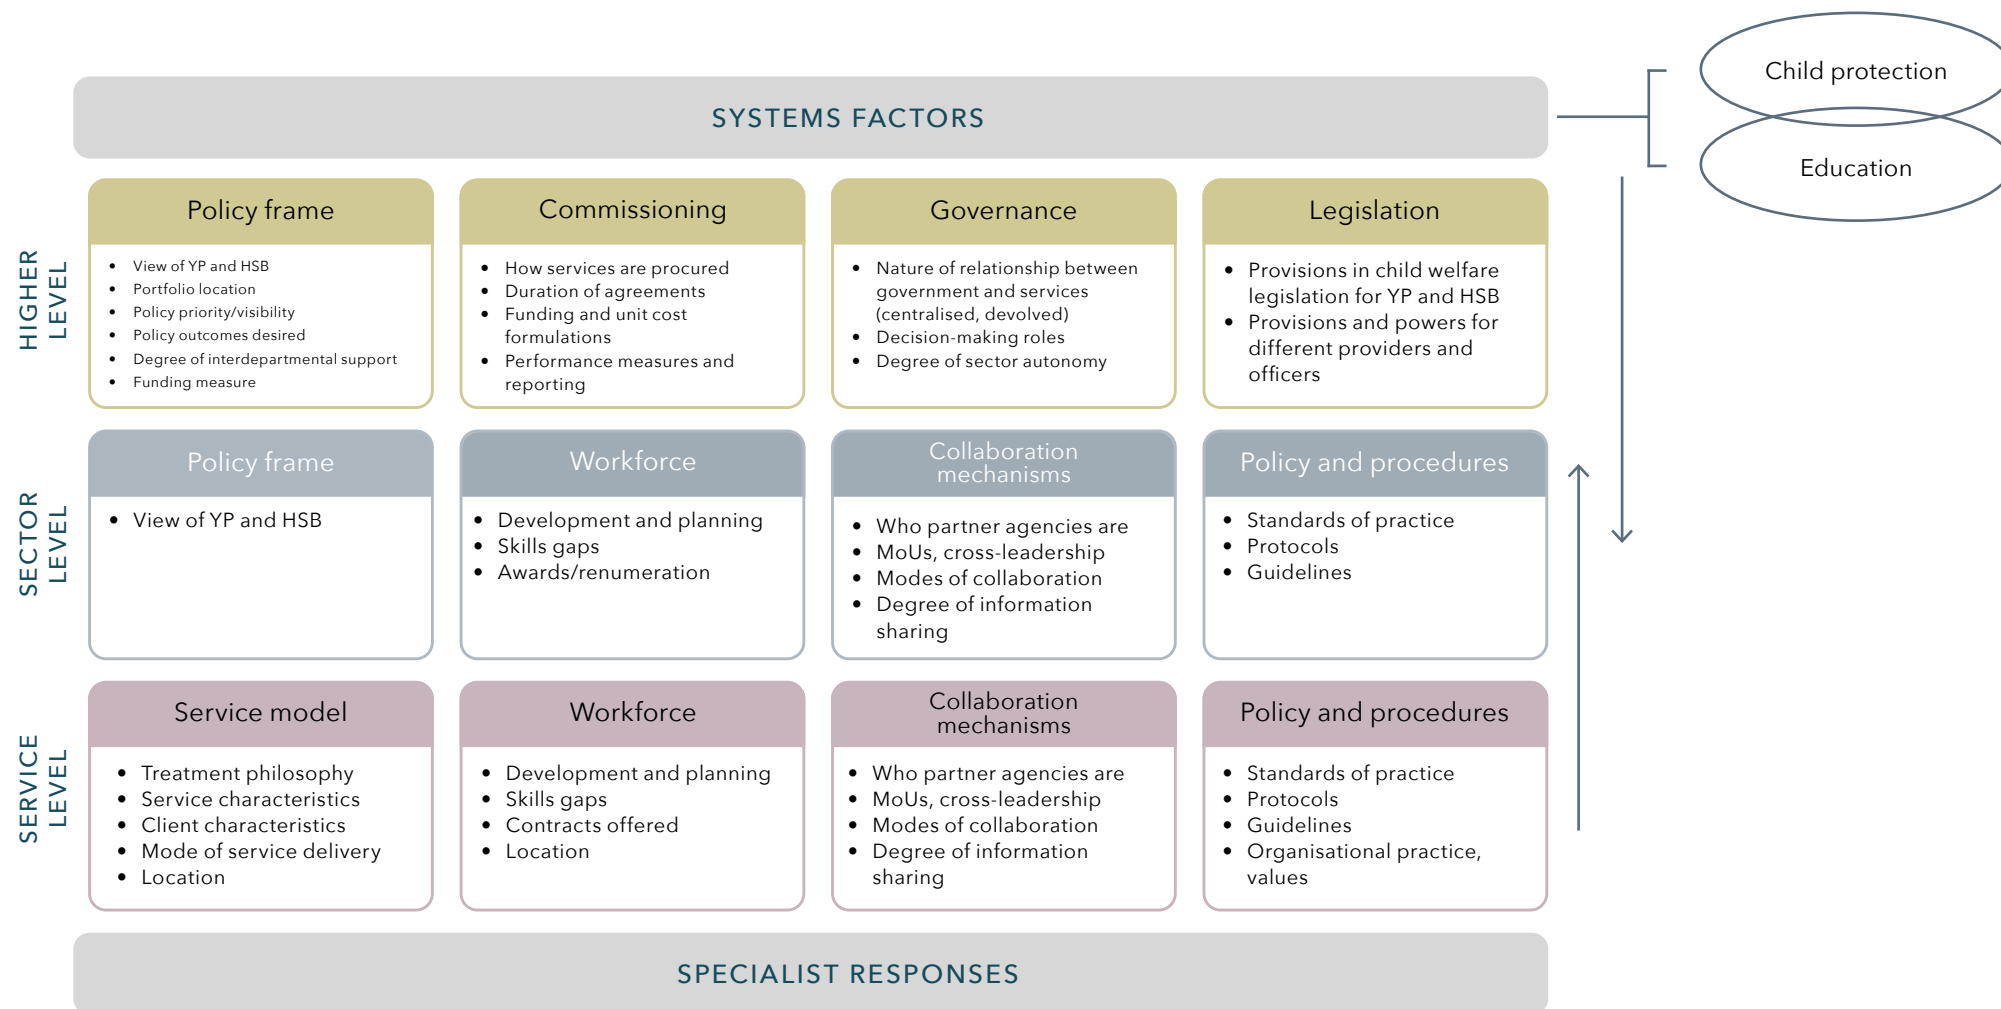 Child protection
Education
SYSTEMS FACTORS
HIGHER
LEVEL
Policy frame
• View of YP and HSB
• Portfolio location
• Policy priority/visibility
• Policy outcomes desired
• Degree of interdepartmental support
• Funding measure
Commissioning
• How services are procured
• Duration of agreements
• Funding and unit cost
formulations
• Performance measures and
reporting
Governance
• Nature of relationship between
government and services
(centralised, devolved)
• Decision-making roles
• Degree of sector autonomy
Legislation
• Provisions in child welfare
legislation for YP and HSB
• Provisions and powers for
different providers and
officers
SECTOR
LEVEL
Policy frame
• View of YP and HSB
Workforce
• Development and planning
• Skills gaps
• Awards/renumeration
Collaboration
mechanisms
• Who partner agencies are
• MoUs, cross-leadership
• Modes of collaboration
• Degree of information
sharing
Policy and procedures
• Standards of practice
• Protocols
• Guidelines
SERVICE
LEVEL
Service model
• Treatment philosophy
• Service characteristics
• Client characteristics
• Mode of service delivery
• Location
Workforce
• Development and planning
• Skills gaps
• Contracts offered
• Location
Collaboration
mechanisms
• Who partner agencies are
• MoUs, cross-leadership
• Modes of collaboration
• Degree of information
sharing
Policy and procedures
• Standards of practice
• Protocols
• Guidelines
• Organisational practice,
values
SPECIALIST RESPONSES